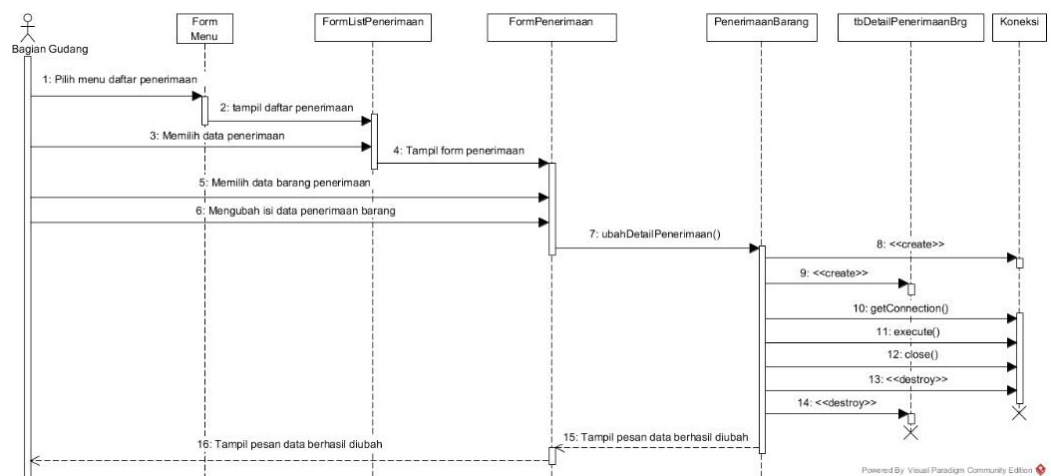 Bagian Gudang
Form
Menu
FormListPenerimaan
FormPenerimaan
PenerimaanBarang
tbDetailPenerimaanBrg
Koneksi
1: Pilih menu daftar penerimaan
2: tampil daftar penerimaan
3: Memilih data penerimaan
4: Tampil form penerimaan
5: Memilih data barang penerimaan
6: Mengubah isi data penerimaan barang
7: ubahDetailPenerimaan()
8: <<create>>
9: <<create>>
10: getConnection()
11: execute()
12: close()
13: <<destroy>>
14: <<destroy>>
15: Tampil pesan data berhasil diubah
16: Tampil pesan data berhasil diubah
Powered By Visual Paradigm Community Edition